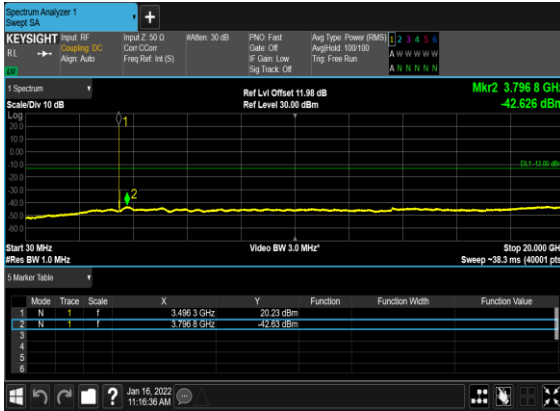 Spectrum Analyzer 1
Swept SA
+
KEYSIGHT Input: RF Input Z: 50 Ω #Atten: 30 dB PNO: Fast Avg Type: Power (RMS) 1 2 3 4 5 6
RL Coupling: DC Corr CCorr Gate: Off Avg|Hold: 100/100 A W W W W W
Align: Auto Freq Ref: Int (S) IF Gain: Low Trig: Free Run
Sig Track: Off A N N N N N
1 Spectrum Ref Lvl Offset 11.98 dB Mkr2 3.796 8 GHz
Scale/Div 10 dB Ref Level 30.00 dBm -42.626 dBm
Log
1
20.0
10.0
0.00
-10.0 DL1 -13.00 dBm
-20.0
-30.0
2
-40.0
-50.0
-60.0
Start 30 MHz Video BW 3.0 MHz* Stop 20.000 GH
#Res BW 1.0 MHz Sweep ~38.3 ms (40001 pts
5 Marker Table
Mode Trace Scale X Y Function Function Width Function Value
1 N 1 f 3.496 3 GHz 20.23 dBm
2 N 1 f 3.796 8 GHz -42.63 dBm
3
4
5
6
? Jan 16, 2022
11:16:36 AM